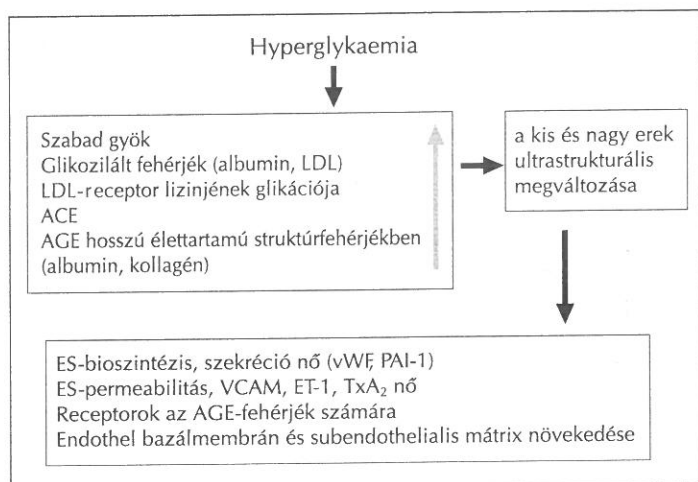 Hyperglykaemia
Szabad gyök
Glikozilált fehérjék (albumin, LDL)
LDL-receptor lizinjének glikációja
ACE
AGE hosszú élettartamú struktúrfehérjékben
(albumin, kollagén)
a kis és nagy erek
ultrastrukturális
megváltozása
ES-bioszintézis, szekréció nő (vWF, PAI-1)
ES-permeabilitás, VCAM, ET-1, TxA₂ nő
Receptorok az AGE-fehérjék számára
Endothel bazálmembrán és subendothelialis mátrix növekedése